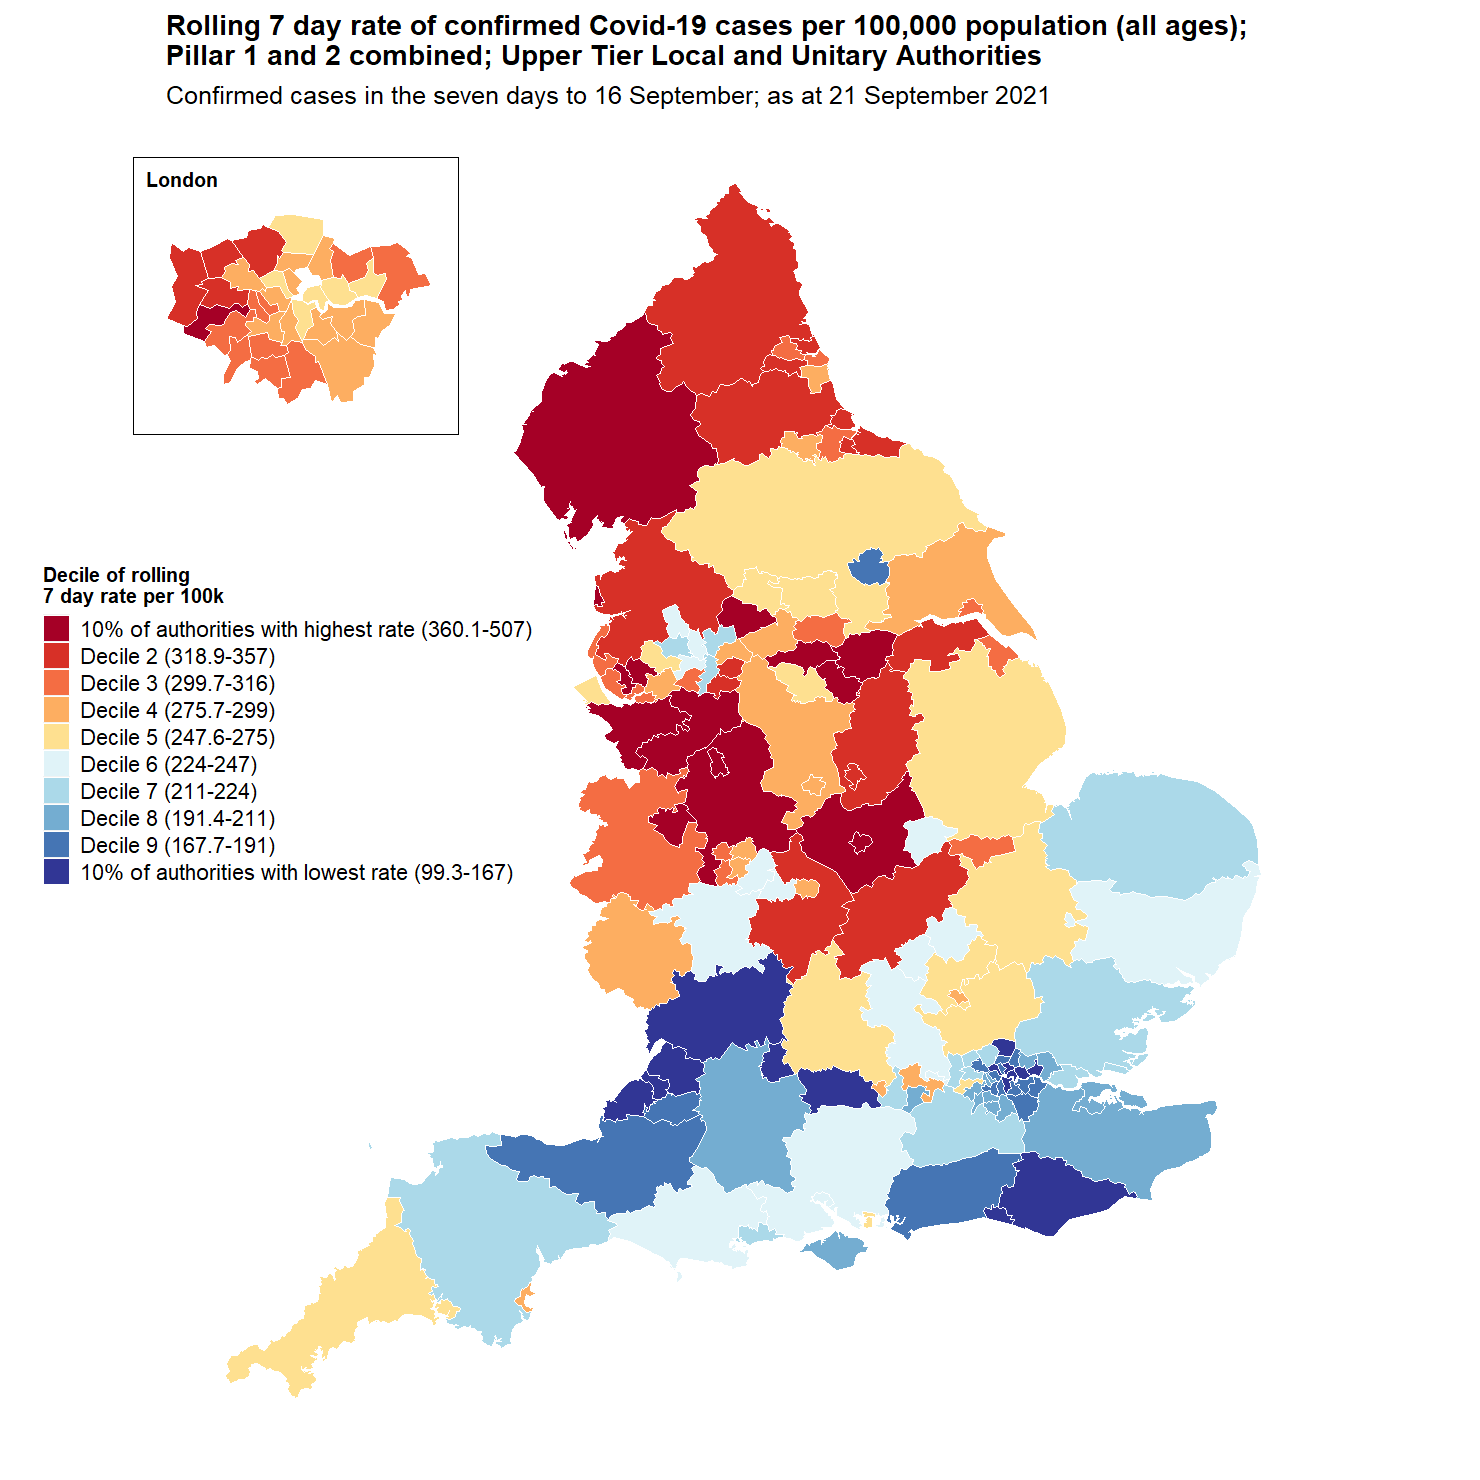 Rolling 7 day rate of confirmed Covid-19 cases per 100,000 population (all ages);
Pillar 1 and 2 combined; Upper Tier Local and Unitary Authorities
Confirmed cases in the seven days to 16 September; as at 21 September 2021
London
Decile of rolling
7 day rate per 100k
10% of authorities with highest rate (360.1-507)
Decile 2 (318.9-357)
Decile 3 (299.7-316)
Decile 4 (275.7-299)
Decile 5 (247.6-275)
Decile 6 (224-247)
Decile 7 (211-224)
Decile 8 (191.4-211)
Decile 9 (167.7-191)
10% of authorities with lowest rate (99.3-167)